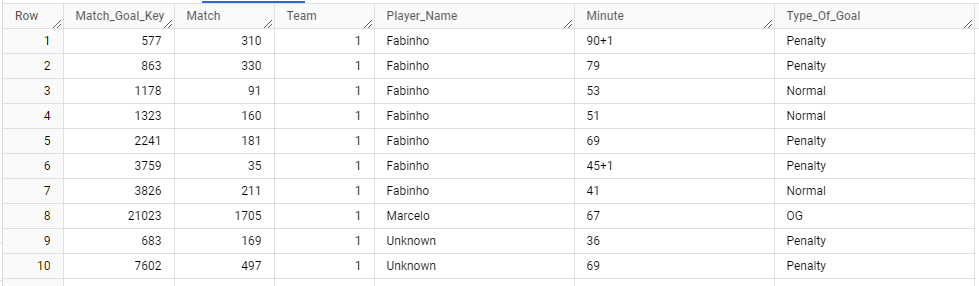 Row Match_Goal_Key Match Team Player_Name Minute Type_Of_Goal
1 577 310 1 Fabinho 90+1 Penalty
2 863 330 1 Fabinho 79 Penalty
3 1178 91 1 Fabinho 53 Normal
4 1323 160 1 Fabinho 51 Normal
5 2241 181 1 Fabinho 69 Penalty
6 3759 35 1 Fabinho 45+1 Penalty
7 3826 211 1 Fabinho 41 Normal
8 21023 1705 1 Marcelo 67 OG
9 683 169 1 Unknown 36 Penalty
10 7602 497 1 Unknown 69 Penalty